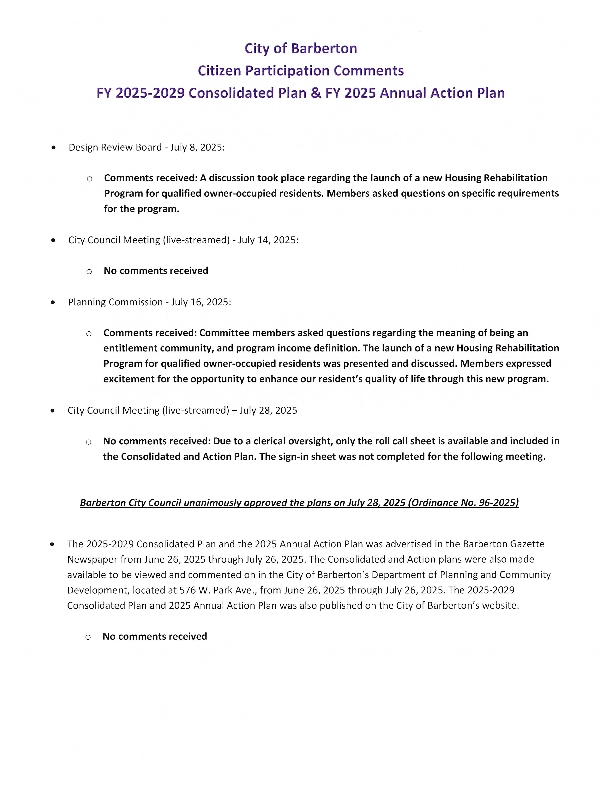 City of Barberton
Citizen Participation Comments
FY 2025-2029 Consolidated Plan & FY 2025 Annual Action Plan
• Design Review Board - July 8, 2025:
o Comments received: A discussion took place regarding the launch of a new Housing Rehabilitation
Program for qualified owner-occupied residents. Members asked questions on specific requirements
for the program.
• City Council Meeting (live-streamed) - July 14, 2025:
o No comments received
• Planning Commission - July 16, 2025:
o Comments received: Committee members asked questions regarding the meaning of being an
entitlement community, and program income definition. The launch of a new Housing Rehabilitation
Program for qualified owner-occupied residents was presented and discussed. Members expressed
excitement for the opportunity to enhance our resident's quality of life through this new program.
• City Council Meeting (live-streamed) – July 28, 2025
o No comments received: Due to a clerical oversight, only the roll call sheet is available and included in
the Consolidated and Action Plan. The sign-in sheet was not completed for the following meeting.
Barberton City Council unanimously approved the plans on July 28, 2025 (Ordinance No. 96-2025)
• The 2025-2029 Consolidated Plan and the 2025 Annual Action Plan was advertised in the Barberton Gazette
Newspaper from June 26, 2025 through July 26, 2025. The Consolidated and Action plans were also made
available to be viewed and commented on in the City of Barberton's Department of Planning and Community
Development, located at 576 W. Park Ave., from June 26, 2025 through July 26, 2025. The 2025-2029
Consolidated Plan and 2025 Annual Action Plan was also published on the City of Barberton's website.
o No comments received